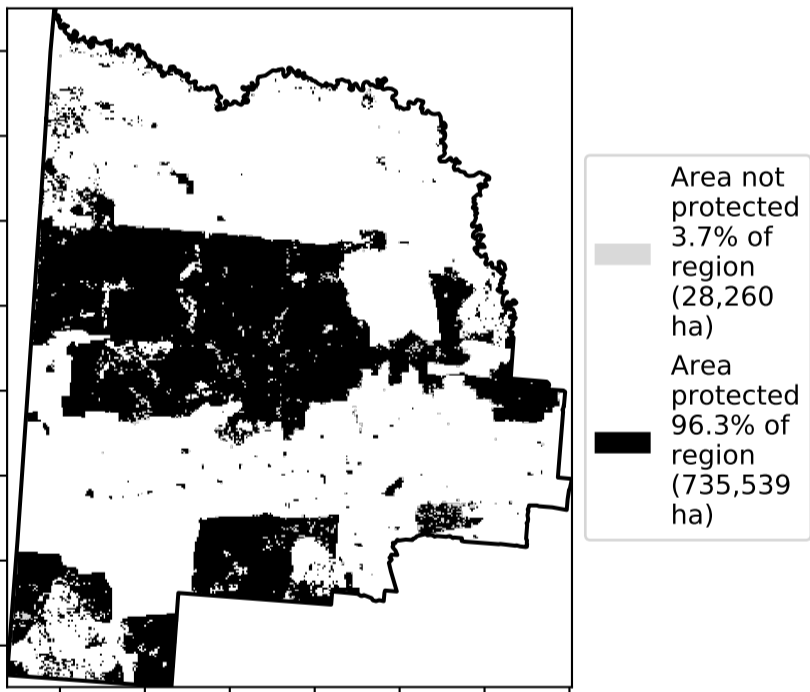 Area not
protected
3.7% of
region
(28,260
ha)
Area
protected
96.3% of
region
(735,539
ha)